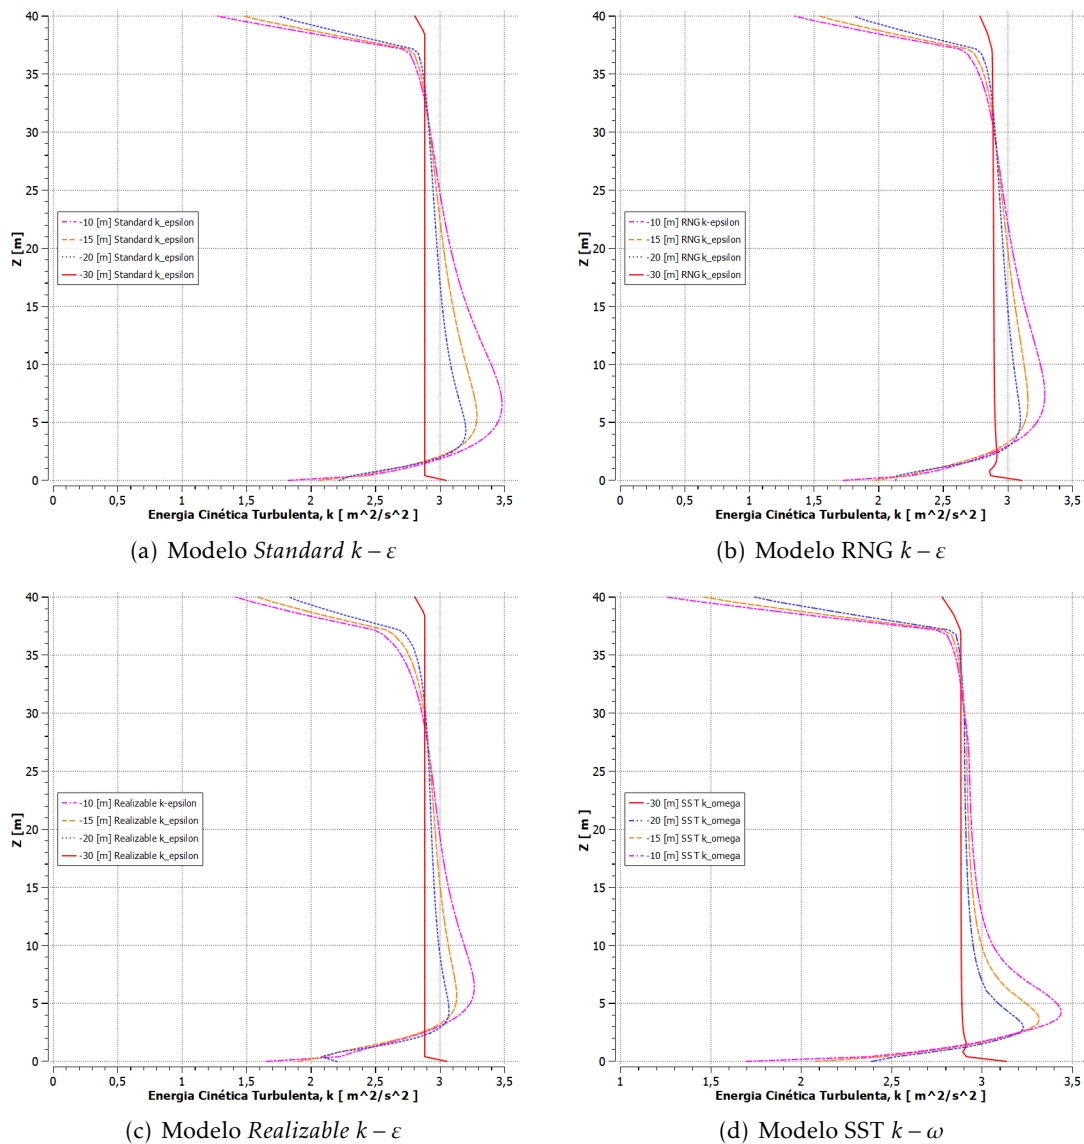 40
35
30
25
20
15
10
5
0
Z [m]
-10 [m] Standard k_epsilon
-15 [m] Standard k_epsilon
-20 [m] Standard k_epsilon
-30 [m] Standard k_epsilon
0 0,5 1 1,5 2 2,5 3 3,5
Energia Cinética Turbulenta, k [ m^2/s^2 ]
(a) Modelo Standard k – ε
40
35
30
25
20
15
10
5
0
Z [m]
-10 [m] RNG k-epsilon
-15 [m] RNG k_epsilon
-20 [m] RNG k_epsilon
-30 [m] RNG k_epsilon
0 0,5 1 1,5 2 2,5 3 3,5
Energia Cinética Turbulenta, k [ m^2/s^2 ]
(b) Modelo RNG k – ε
40
35
30
25
20
15
10
5
0
Z [m]
-10 [m] Realizable k-epsilon
-15 [m] Realizable k_epsilon
-20 [m] Realizable k_epsilon
-30 [m] Realizable k_epsilon
0 0,5 1 1,5 2 2,5 3 3,5
Energia Cinética Turbulenta, k [ m^2/s^2 ]
(c) Modelo Realizable k – ε
40
35
30
25
20
15
10
5
0
Z [ m ]
-30 [m] SST k_omega
-20 [m] SST k_omega
-15 [m] SST k_omega
-10 [m] SST k_omega
1 1,5 2 2,5 3 3,5
Energia Cinética Turbulenta, k [ m^2/s^2 ]
(d) Modelo SST k – ω